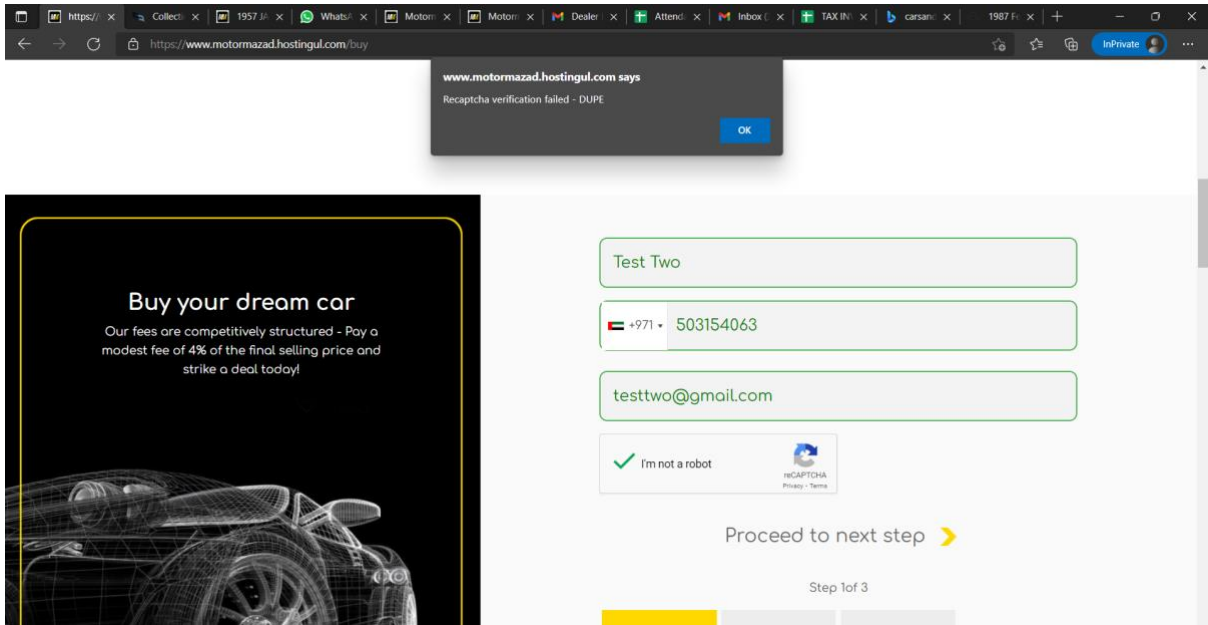 https:// Collecti 1957 JA WhatsA Motorm Motorm Dealer Attenda Inbox ( TAX IN carsand 1987 Fe
https://www.motormazad.hostingul.com/buy InPrivate
www.motormazad.hostingul.com says
Recaptcha verification failed - DUPE
OK
Buy your dream car
Our fees are competitively structured - Pay a
modest fee of 4% of the final selling price and
strike a deal today!
Test Two
+971 503154063
testtwo@gmail.com
I'm not a robot
reCAPTCHA
Privacy - Terms
Proceed to next step
Step 1of 3